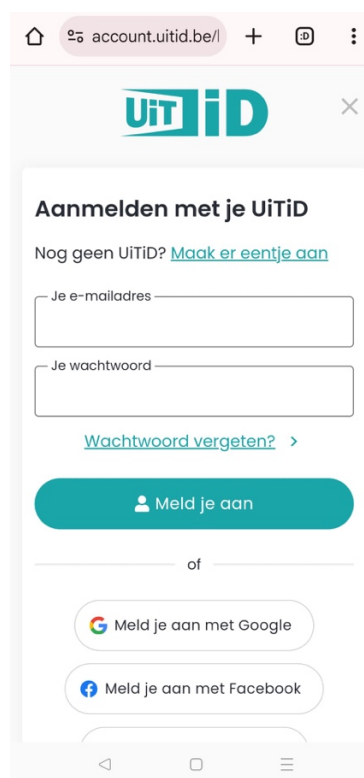 account.uitid.be/l
:D
UiTiD
Aanmelden met je UiTiD
Nog geen UiTiD? Maak er eentje aan
Je e-mailadres
Je wachtwoord
Wachtwoord vergeten? >
Meld je aan
of
Meld je aan met Google
Meld je aan met Facebook